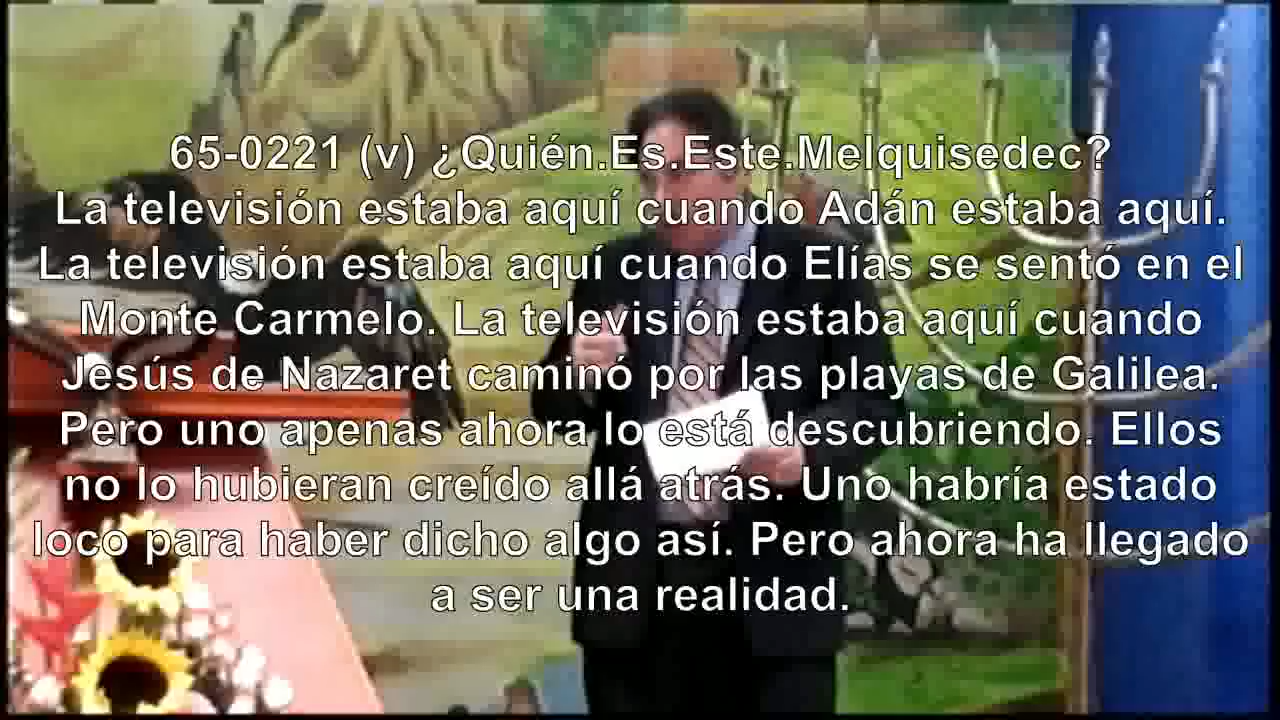 65-0221 (v) ¿Quién.Es.Este.Melquisedec?
La televisión estaba aquí cuando Adán estaba aquí.
La televisión estaba aquí cuando Elías se sentó en el
Monte Carmelo. La televisión estaba aquí cuando
Jesús de Nazaret caminó por las playas de Galilea.
Pero uno apenas ahora lo está descubriendo. Ellos
no lo hubieran creído allá atrás. Uno habría estado
loco para haber dicho algo así. Pero ahora ha llegado
a ser una realidad.